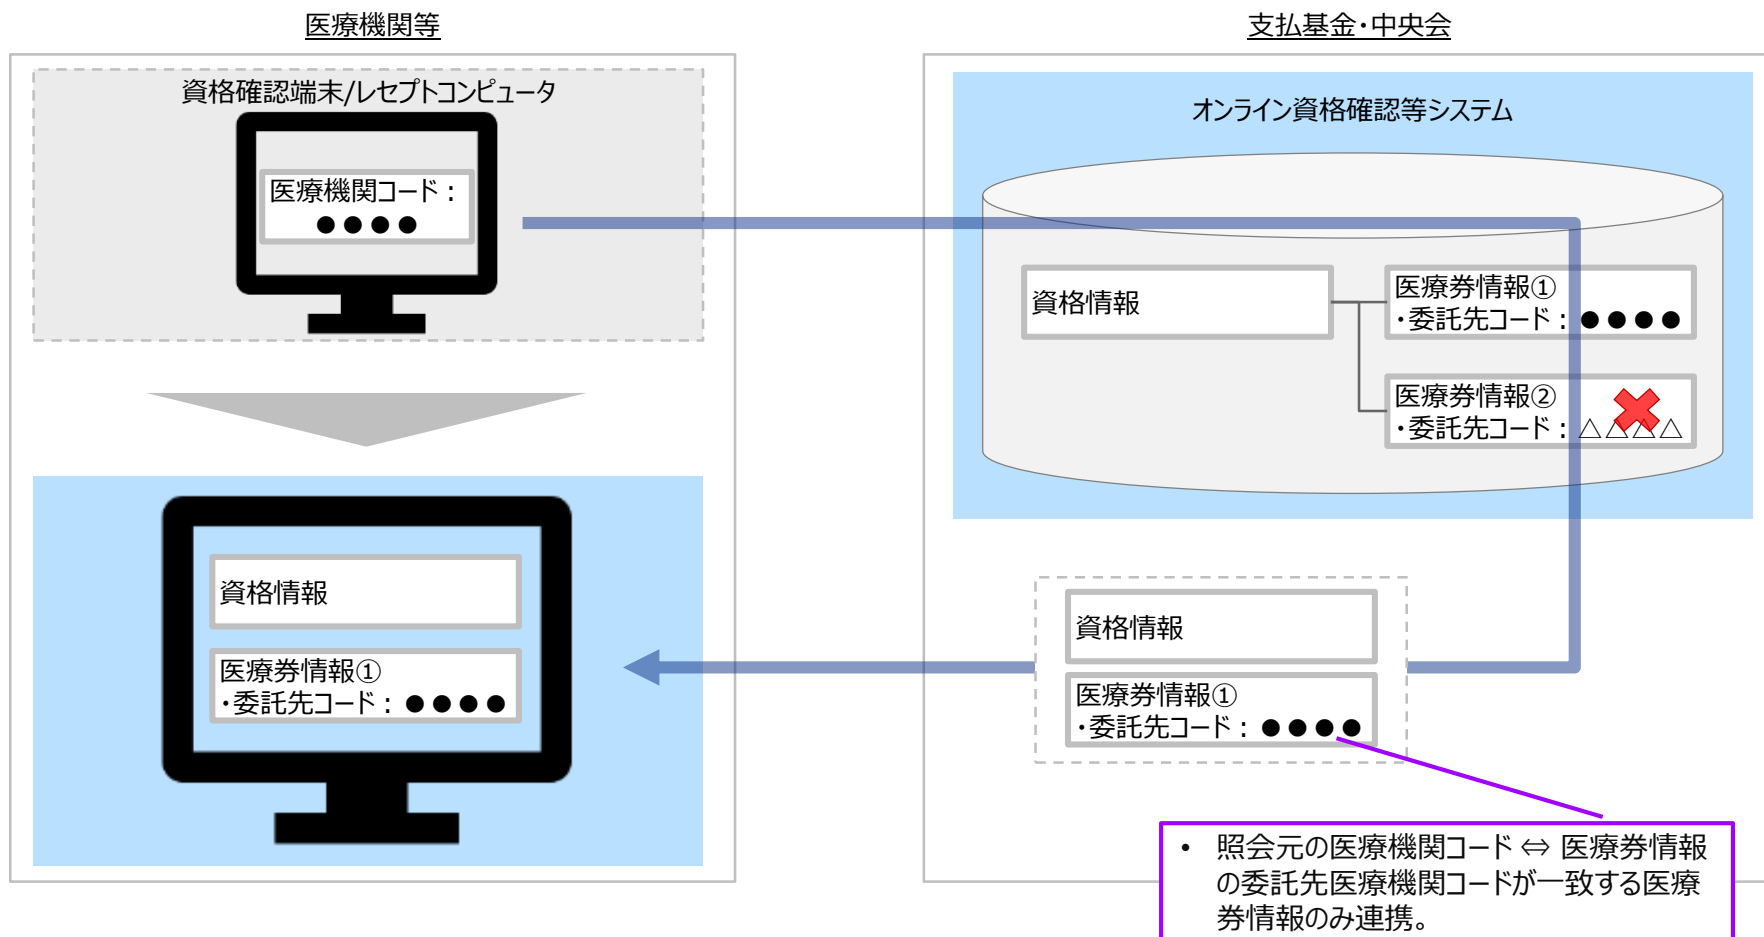 医療機関等
資格確認端末/レセプトコンピュータ
医療機関コード：
●●●●
資格情報
医療券情報①
・委託先コード：●●●●
支払基金・中央会
オンライン資格確認等システム
資格情報
医療券情報①
・委託先コード：●●●●
医療券情報②
・委託先コード：△△△△
資格情報
医療券情報①
・委託先コード：●●●●
• 照会元の医療機関コード ⇔ 医療券情報
の委託先医療機関コードが一致する医療
券情報のみ連携。